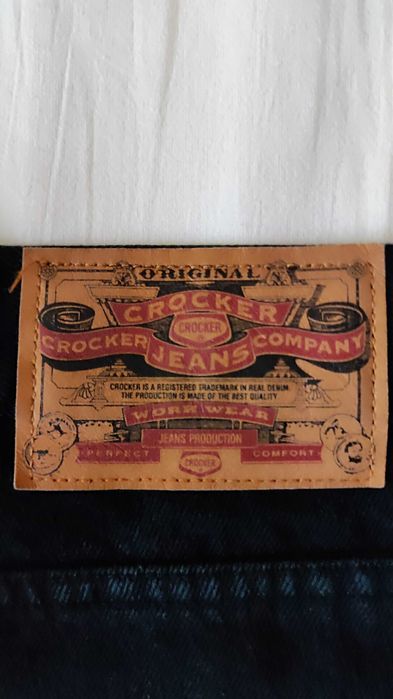 ORIGINAL
CROCKER
CROCKER
CROCKER JEANS COMPANY
CROCKER IS A REGISTERED TRADEMARK IN REAL DENIM.
THE PRODUCTION IS MADE OF THE BEST QUALITY
WORK WEAR
JEANS PRODUCTION
PERFECT CROCKER COMFORT